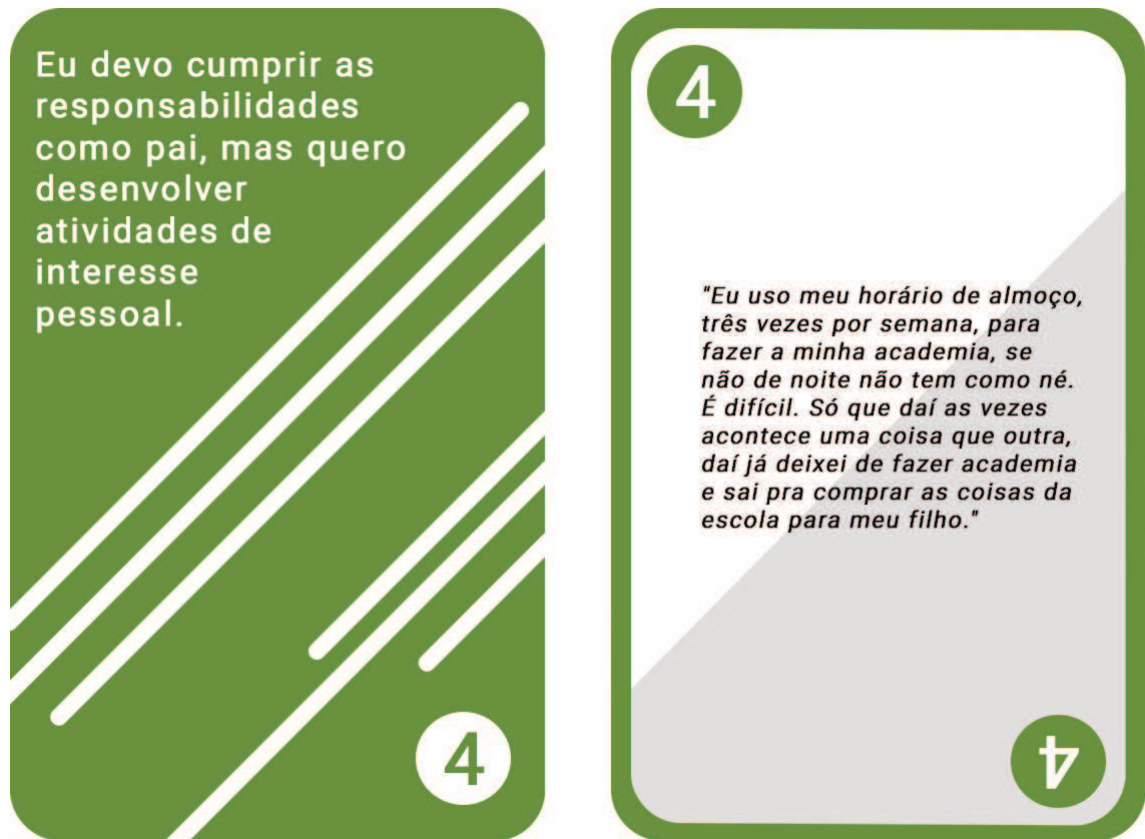 Eu devo cumprir as
responsabilidades
como pai, mas quero
desenvolver
atividades de
interesse
pessoal.
4
4
"Eu uso meu horário de almoço,
três vezes por semana, para
fazer a minha academia, se
não de noite não tem como né.
É difícil. Só que daí as vezes
acontece uma coisa que outra,
daí já deixei de fazer academia
e sai pra comprar as coisas da
escola para meu filho."
4